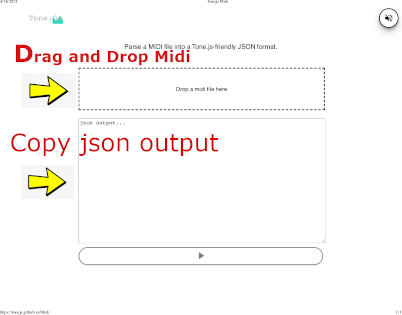 4/18/2021
Tone.js Midi
Tone.js
Parse a MIDI file into a Tone.js-friendly JSON format.
Drag and Drop Midi
Drop a midi file here
json output...
Copy json output
https://tonejs.github.io/Midi/
1/1